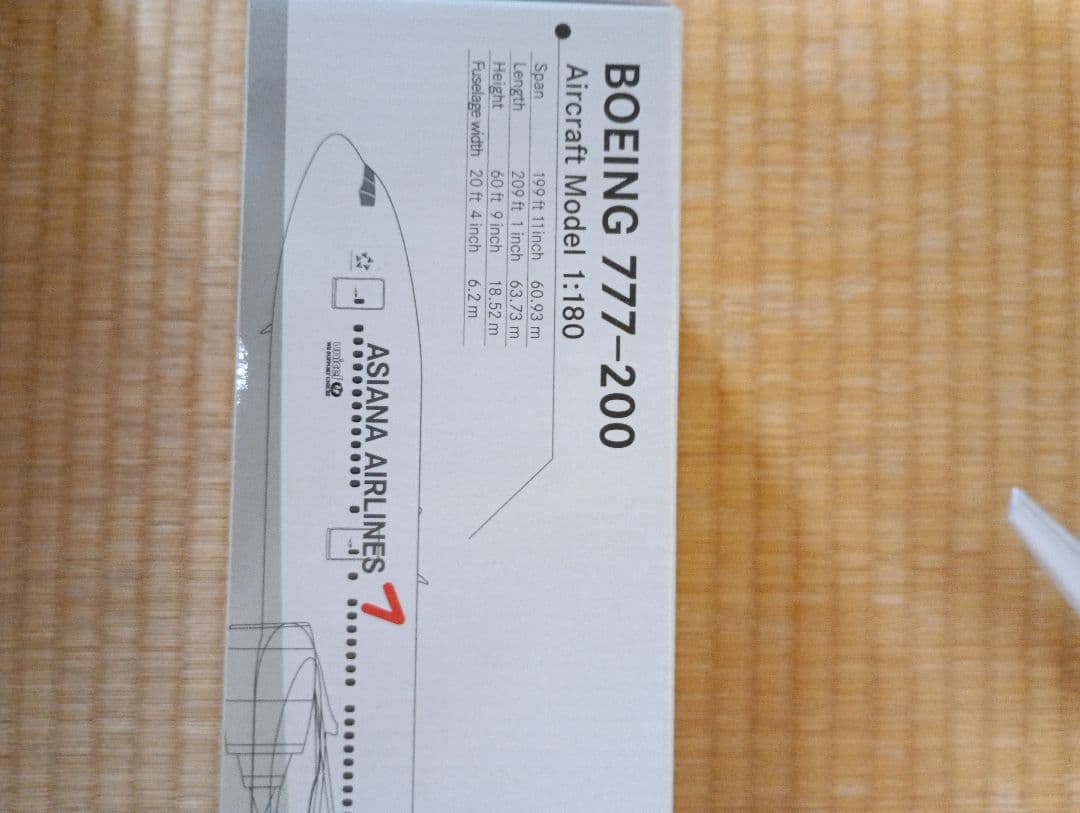 BOEING 777-200
Aircraft Model 1:180
Span 199 ft 11 inch 60.93 m
Length 209 ft 1 inch 63.73 m
Height 60 ft 9 inch 18.52 m
Fuselage width 20 ft 4 inch 6.2 m
ASIANA AIRLINES
unicef